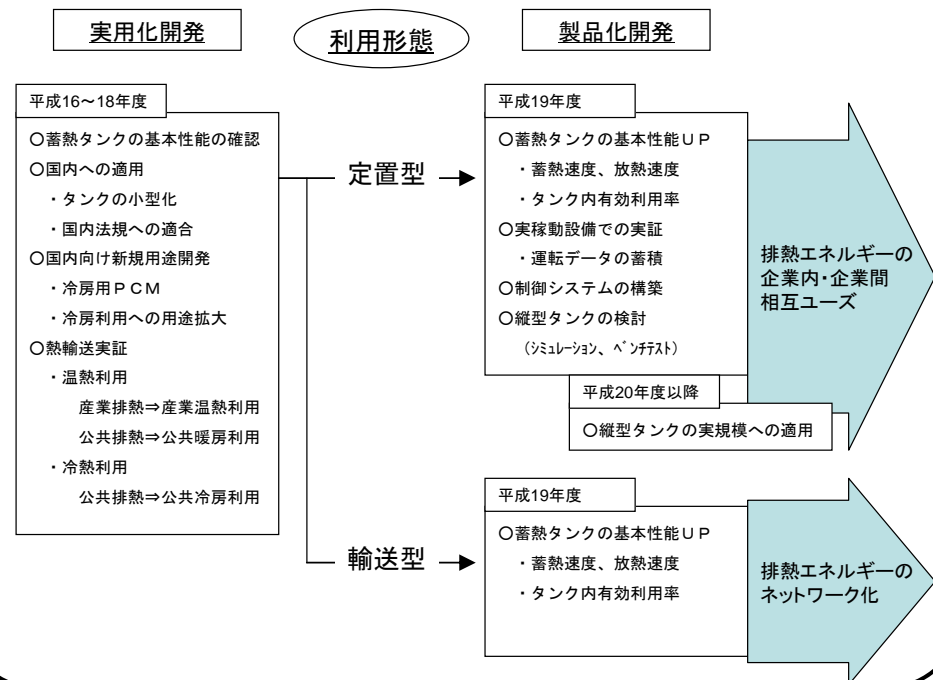 実用化開発
利用形態
製品化開発
平成16～18年度
○蓄熱タンクの基本性能の確認
○国内への適用
・タンクの小型化
・国内法規への適合
○国内向け新規用途開発
・冷房用ＰＣＭ
・冷房利用への用途拡大
○熱輸送実証
・温熱利用
産業排熱⇒産業温熱利用
公共排熱⇒公共暖房利用
・冷熱利用
公共排熱⇒公共冷房利用
定置型
輸送型
平成19年度
○蓄熱タンクの基本性能ＵＰ
・蓄熱速度、放熱速度
・タンク内有効利用率
○実稼動設備での実証
・運転データの蓄積
○制御システムの構築
○縦型タンクの検討
（ｼﾐｭﾚｰｼｮﾝ、ﾍﾞﾝﾁﾃｽﾄ）
平成20年度以降
○縦型タンクの実規模への適用
排熱エネルギーの
企業内・企業間
相互ユーズ
平成19年度
○蓄熱タンクの基本性能ＵＰ
・蓄熱速度、放熱速度
・タンク内有効利用率
排熱エネルギーの
ネットワーク化